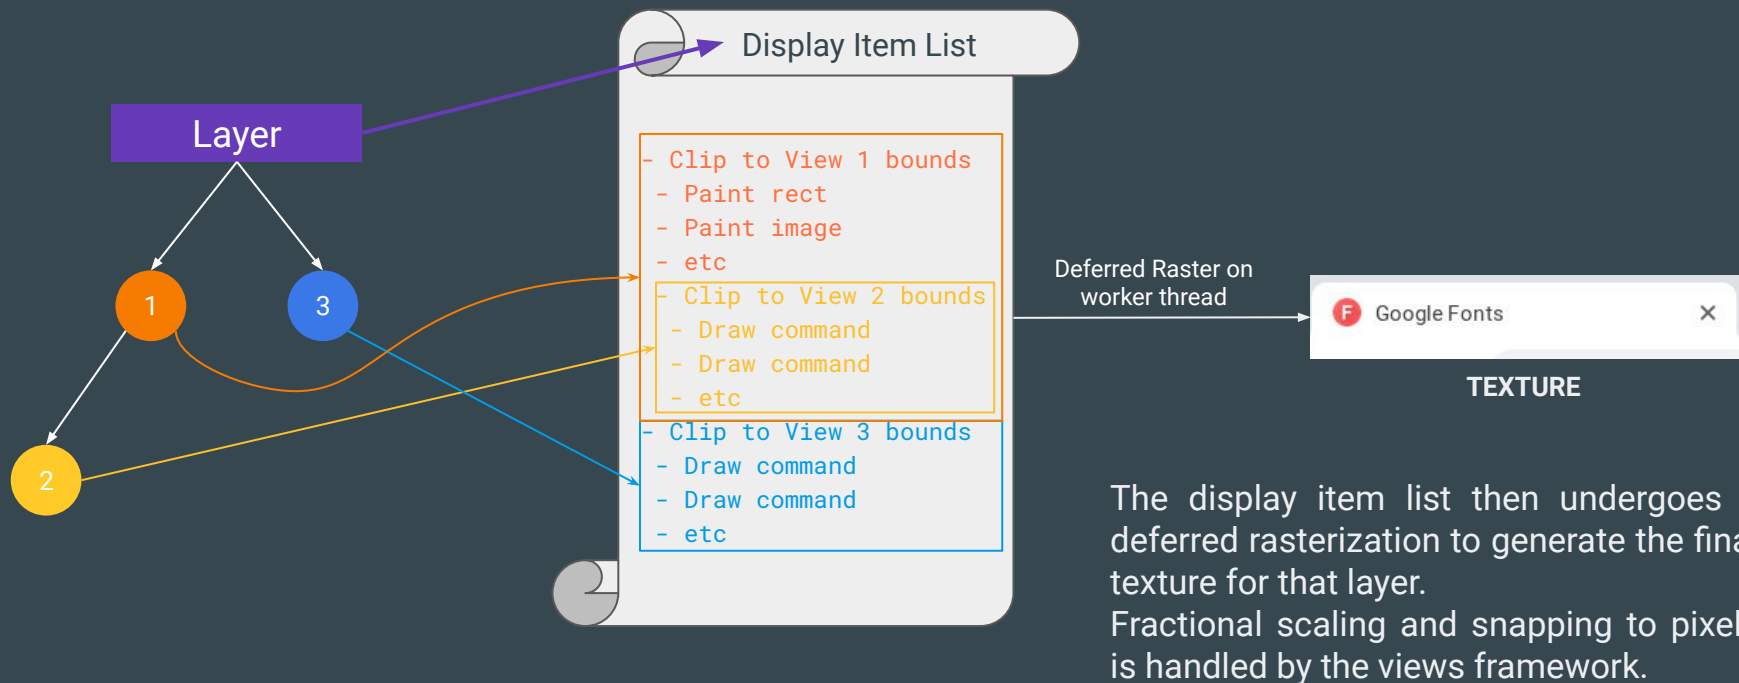 Display Item List
Layer
1
3
2
- Clip to View 1 bounds
- Paint rect
- Paint image
- etc
- Clip to View 2 bounds
- Draw command
- Draw command
- etc
- Clip to View 3 bounds
- Draw command
- Draw command
- etc
Deferred Raster on
worker thread
F Google Fonts
TEXTURE
The display item list then undergoes
deferred rasterization to generate the
texture for that layer.
Fractional scaling and snapping to
is handled by the views framework.